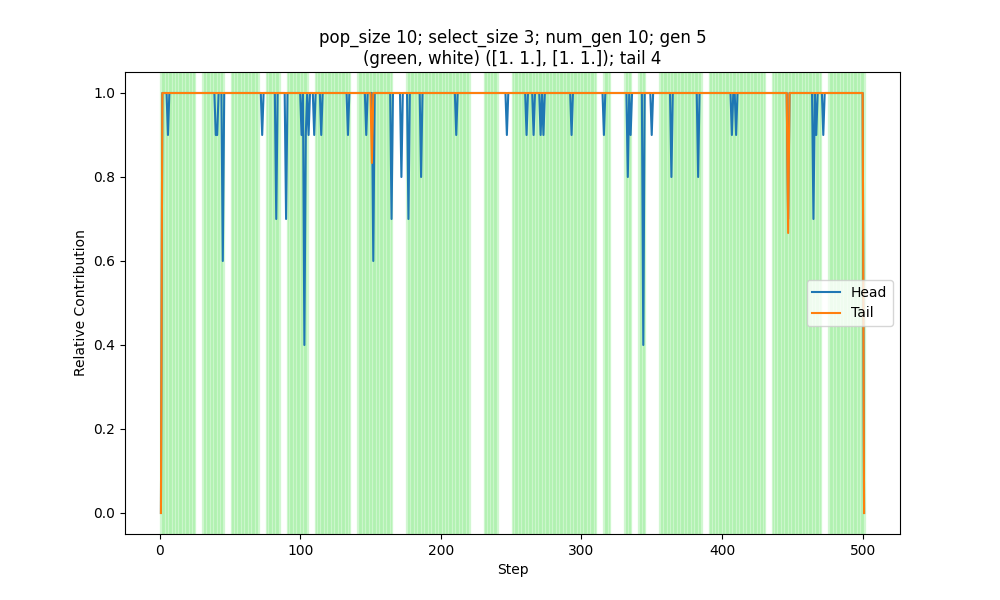 pop_size 10; select_size 3; num_gen 10; gen 5
(green, white) ([1. 1.], [1. 1.]); tail 4
1.0
0.8
0.6
0.4
0.2
0.0
Relative Contribution
Head
Tail
0
100
200
300
400
500
Step